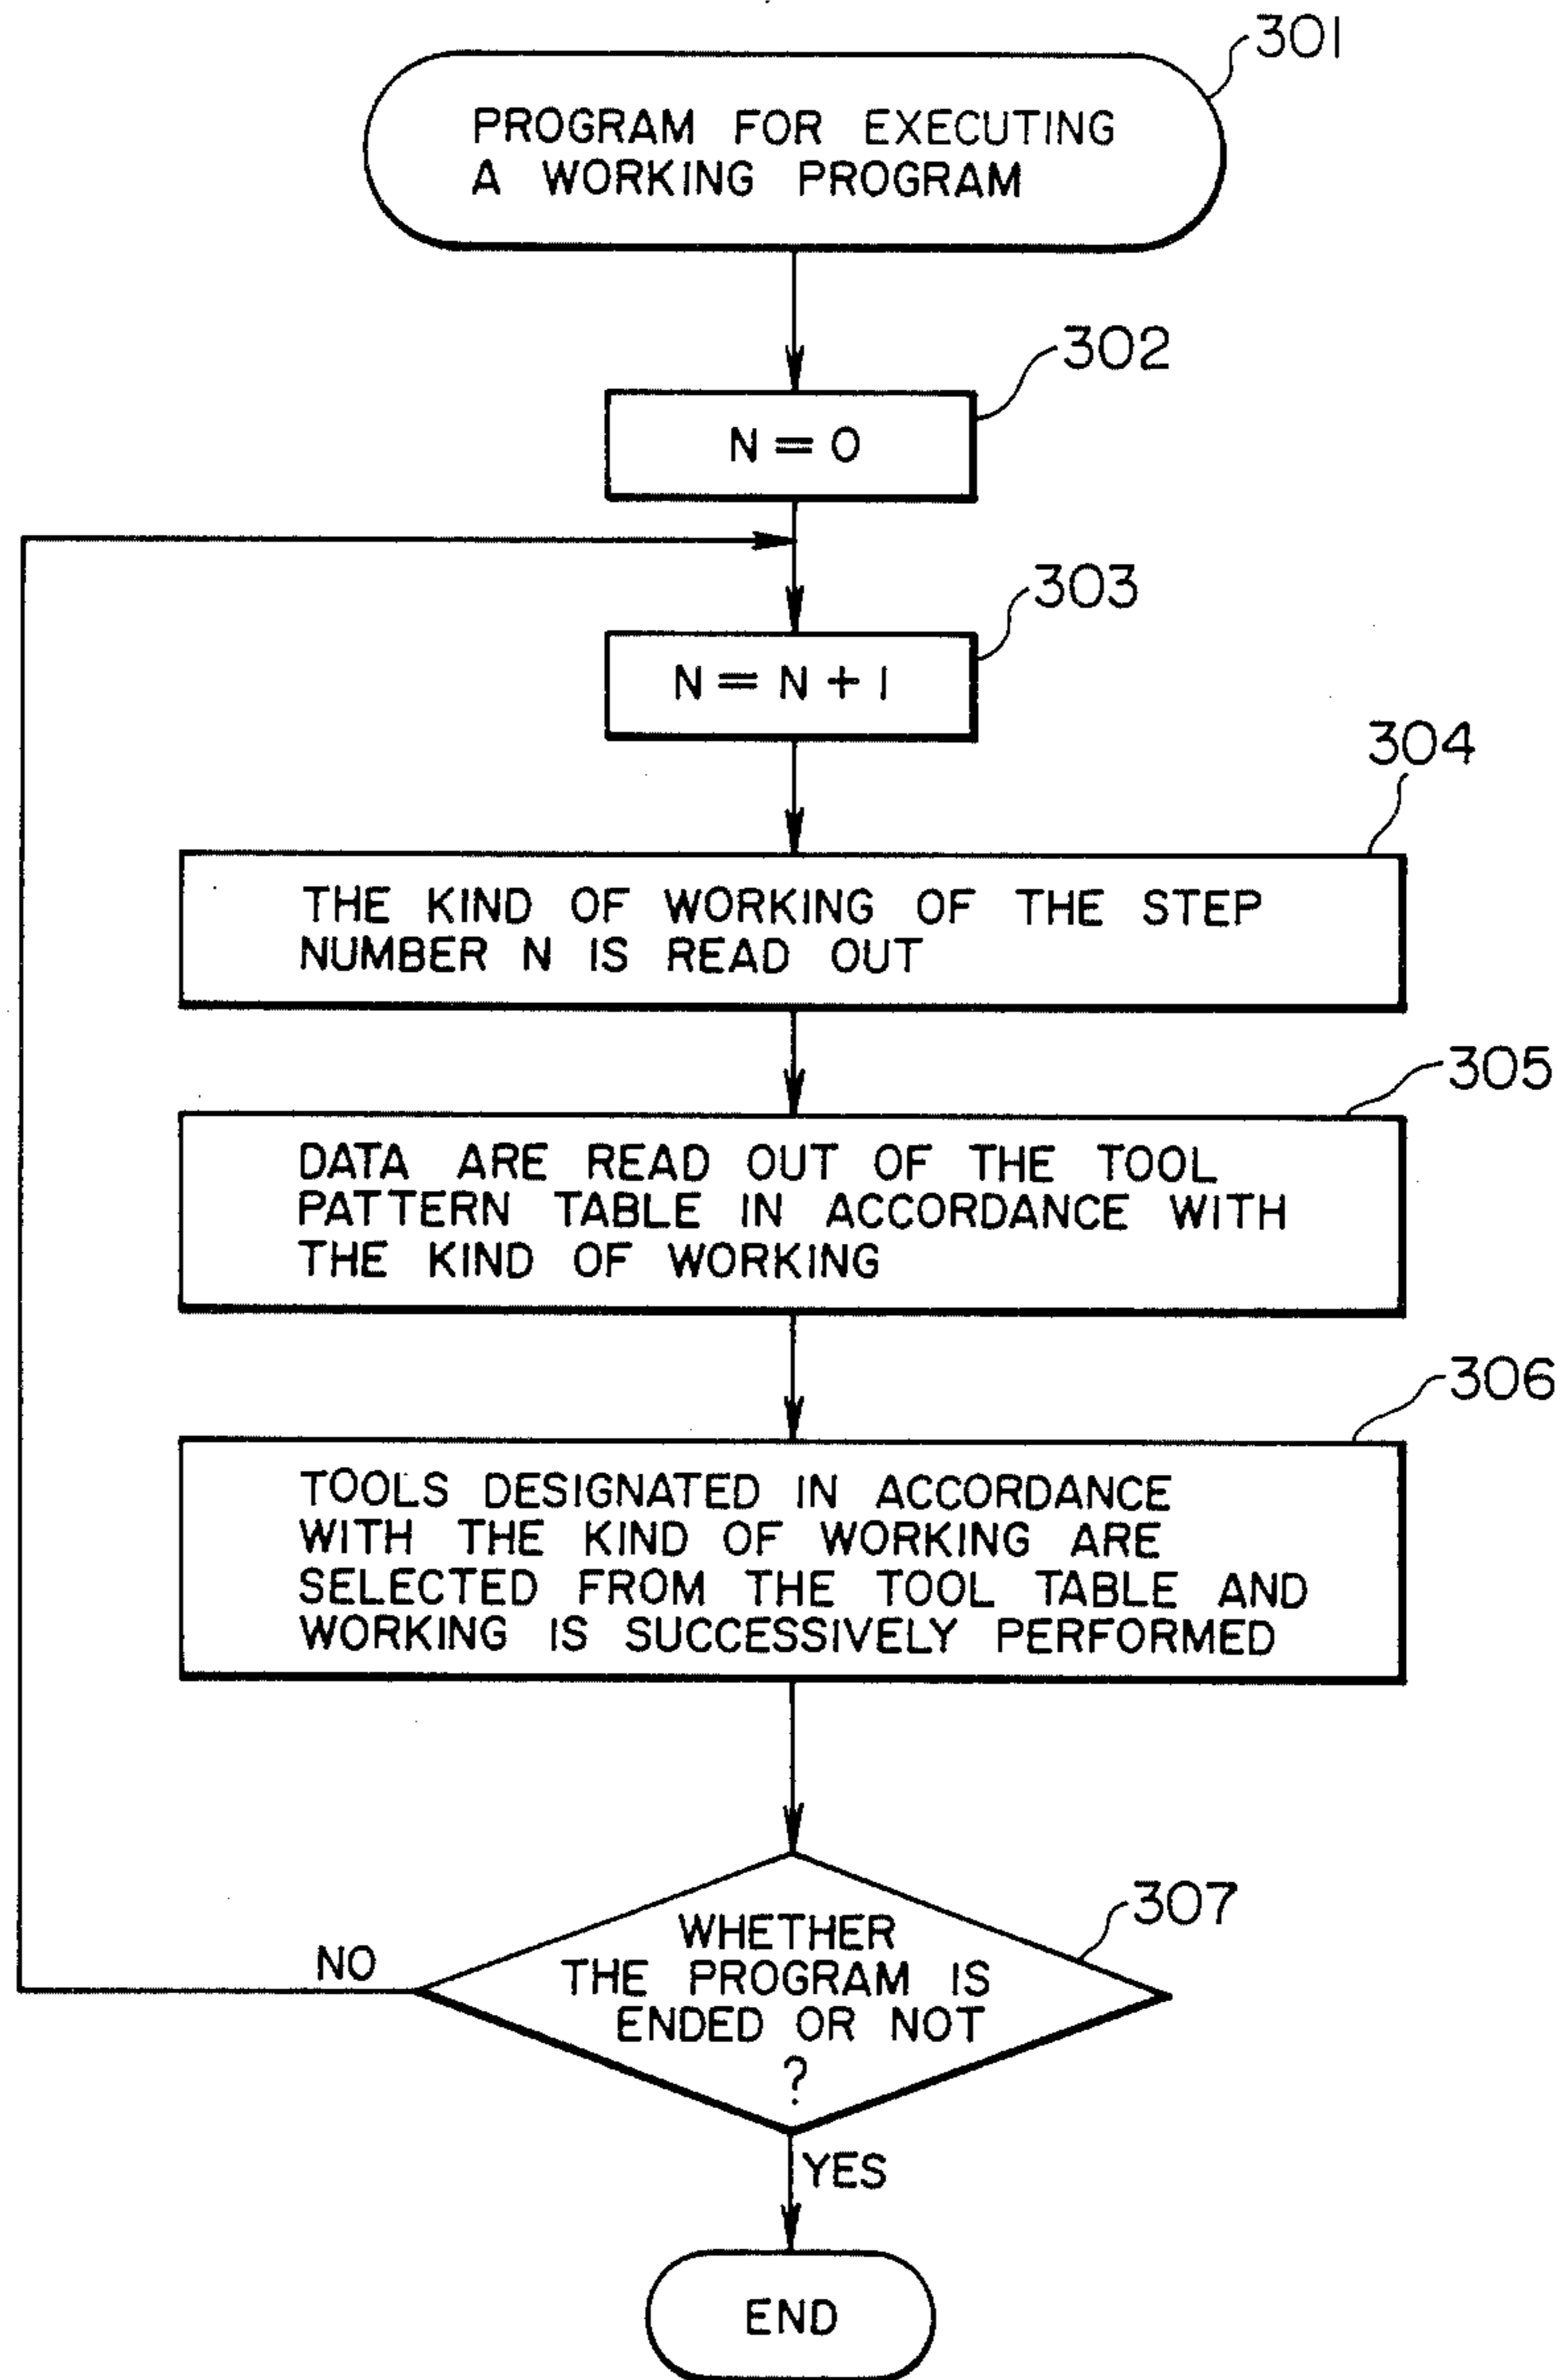 301
PROGRAM FOR EXECUTING
A WORKING PROGRAM
302
N = 0
303
N = N + 1
304
THE KIND OF WORKING OF THE STEP
NUMBER N IS READ OUT
305
DATA ARE READ OUT OF THE TOOL
PATTERN TABLE IN ACCORDANCE WITH
THE KIND OF WORKING
306
TOOLS DESIGNATED IN ACCORDANCE
WITH THE KIND OF WORKING ARE
SELECTED FROM THE TOOL TABLE AND
WORKING IS SUCCESSIVELY PERFORMED
307
WHETHER
THE PROGRAM IS
ENDED OR NOT
?
NO
YES
END